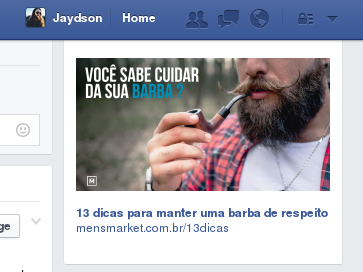 Jaydson Home
VOCÊ SABE CUIDAR
DA SUA BARBA?
M
ge
13 dicas para manter uma barba de respeito
mensmarket.com.br/13dicas